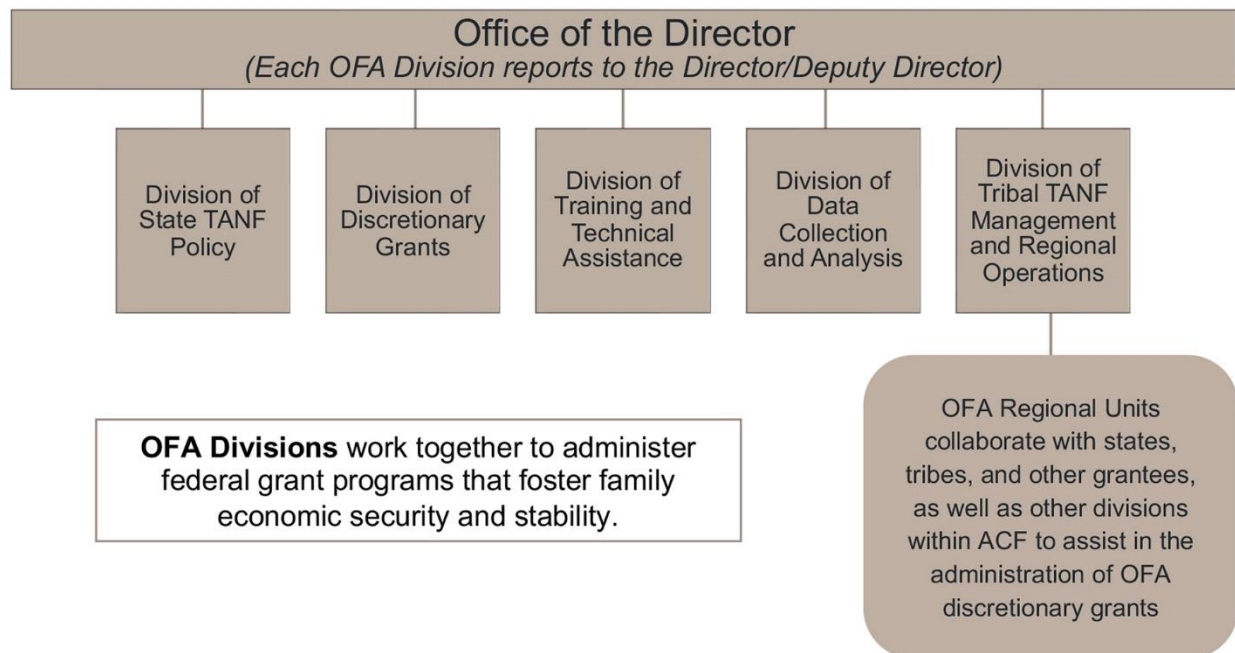 Office of the Director
(Each OFA Division reports to the Director/Deputy Director)
Division of
State TANF
Policy
Division of
Discretionary
Grants
Division of
Training and
Technical
Assistance
Division of
Data
Collection
and Analysis
Division of
Tribal TANF
Management
and Regional
Operations
OFA Divisions work together to administer
federal grant programs that foster family
economic security and stability.
OFA Regional Units
collaborate with states,
tribes, and other grantees,
as well as other divisions
within ACF to assist in the
administration of OFA
discretionary grants